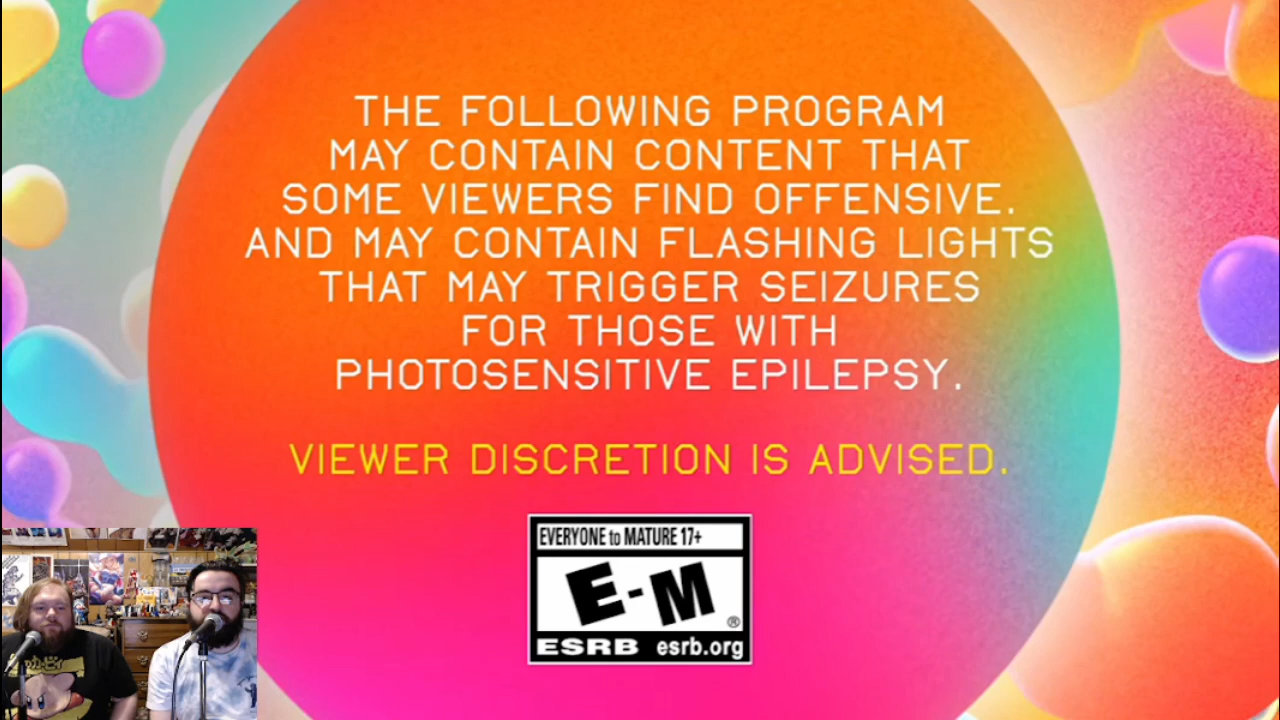 THE FOLLOWING PROGRAM
MAY CONTAIN CONTENT THAT
SOME VIEWERS FIND OFFENSIVE.
AND MAY CONTAIN FLASHING LIGHTS
THAT MAY TRIGGER SEIZURES
FOR THOSE WITH
PHOTOSENSITIVE EPILEPSY.
VIEWER DISCRETION IS ADVISED.
EVERYONE to MATURE 17+
E-M
®
ESRB esrb.org